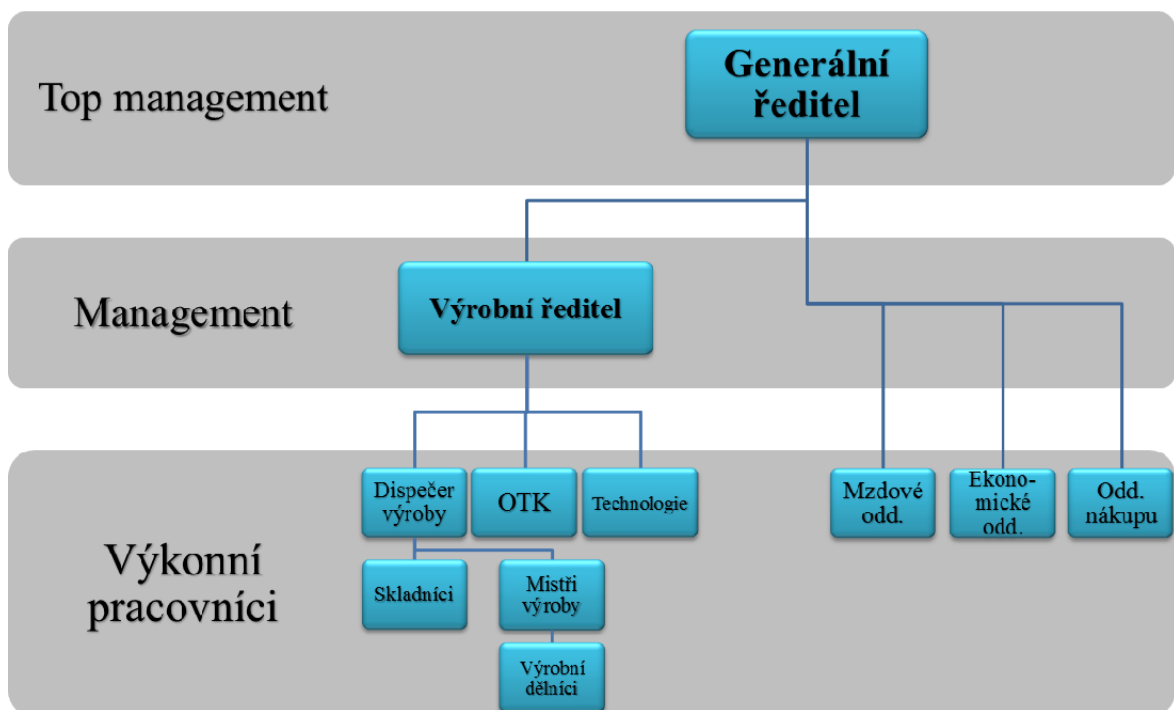 Top management
Generální
ředitel
Management
Výrobní ředitel
Výkonní
pracovníci
Dispečer
výroby
OTK
Technologie
Mzdové
odd.
Ekono-
mické
odd.
Odd.
nákupu
Skladníci
Mistři
výroby
Výrobní
dělníci